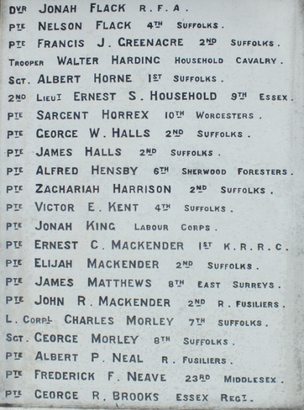 DVR JONAH FLACK R.F.A.
PTE NELSON FLACK 4TH SUFFOLKS.
PTE FRANCIS J. GREENACRE 2ND SUFFOLKS.
TROOPER WALTER HARDING HOUSEHOLD CAVALRY.
SGT ALBERT HORNE 1ST SUFFOLKS.
2ND LIEUT ERNEST S. HOUSEHOLD 9TH ESSEX.
PTE SARGENT HORREX 10TH WORCESTERS.
PTE GEORGE W. HALLS 2ND SUFFOLKS.
PTE JAMES HALLS 2ND SUFFOLKS.
PTE ALFRED HENSBY 6TH SHERWOOD FORESTERS.
PTE ZACHARIAH HARRISON 2ND SUFFOLKS.
PTE VICTOR E. KENT 4TH SUFFOLKS.
PTE JONAH KING LABOUR CORPS.
PTE ERNEST C. MACKENDER 1ST K.R.R.C.
PTE ELIJAH MACKENDER 2ND SUFFOLKS.
PTE JAMES MATTHEWS 8TH EAST SURREYS.
PTE JOHN R. MACKENDER 2ND R. FUSILIERS.
L. CORPL CHARLES MORLEY 7TH SUFFOLKS.
SGT. GEORGE MORLEY 8TH SUFFOLKS.
PTE ALBERT P. NEAL R. FUSILIERS.
PTE FREDERICK F. NEAVE 23RD MIDDLESEX.
PTE GEORGE R. BROOKS ESSEX REGT.